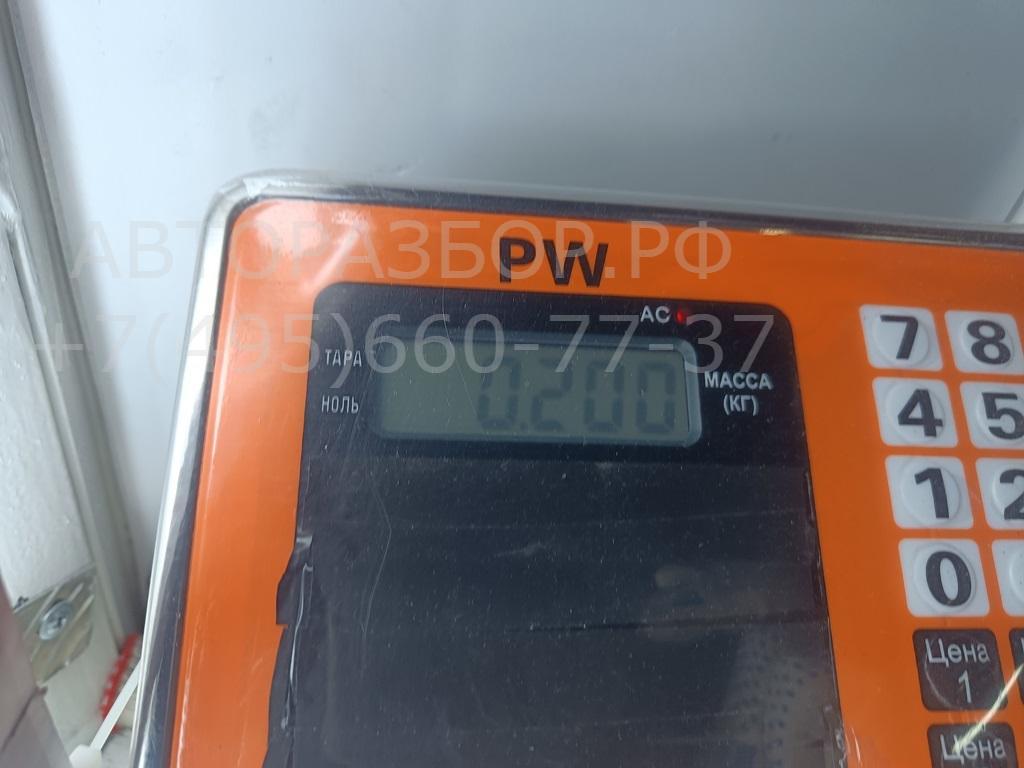 АВТОРАЗБОР.РФ
+7(495)660-77-37
PW
AC
ТАРА
НОЛЬ
0.200
МАССА
(КГ)
7 8
4 5
1 2
0
Цена
1
Цена